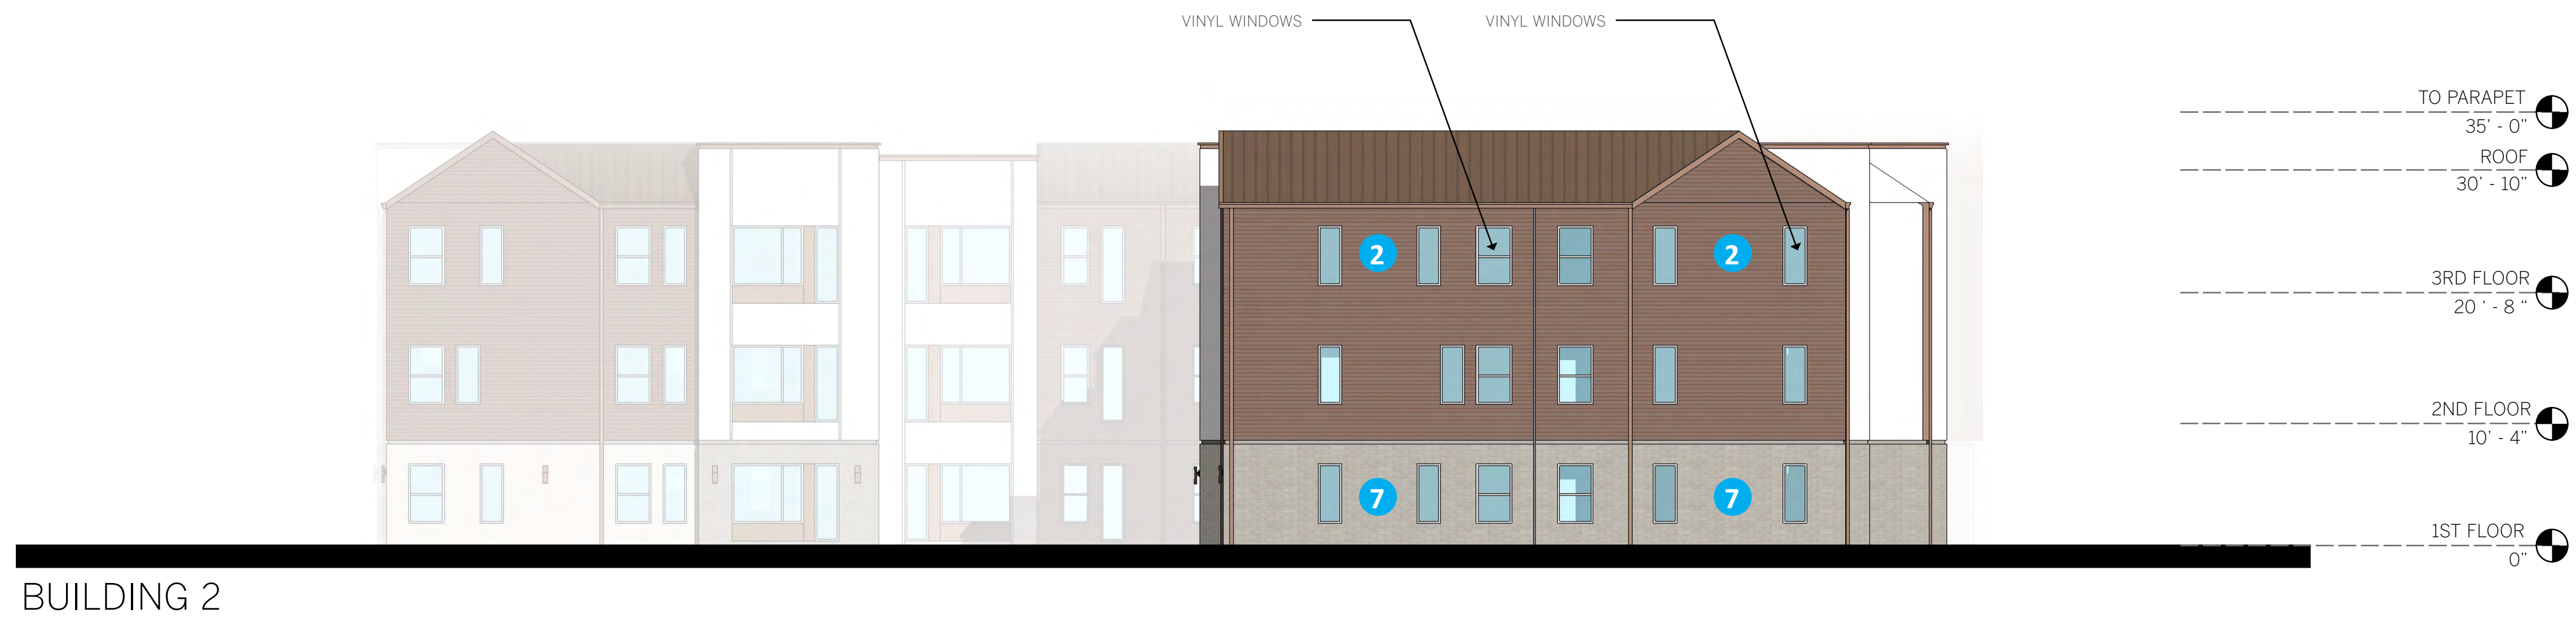 VINYL WINDOWS
VINYL WINDOWS
TO PARAPET
35' - 0"
ROOF
30' - 10"
2
2
3RD FLOOR
20 ' - 8 "
2ND FLOOR
10' - 4"
7
7
1ST FLOOR
0"
BUILDING 2